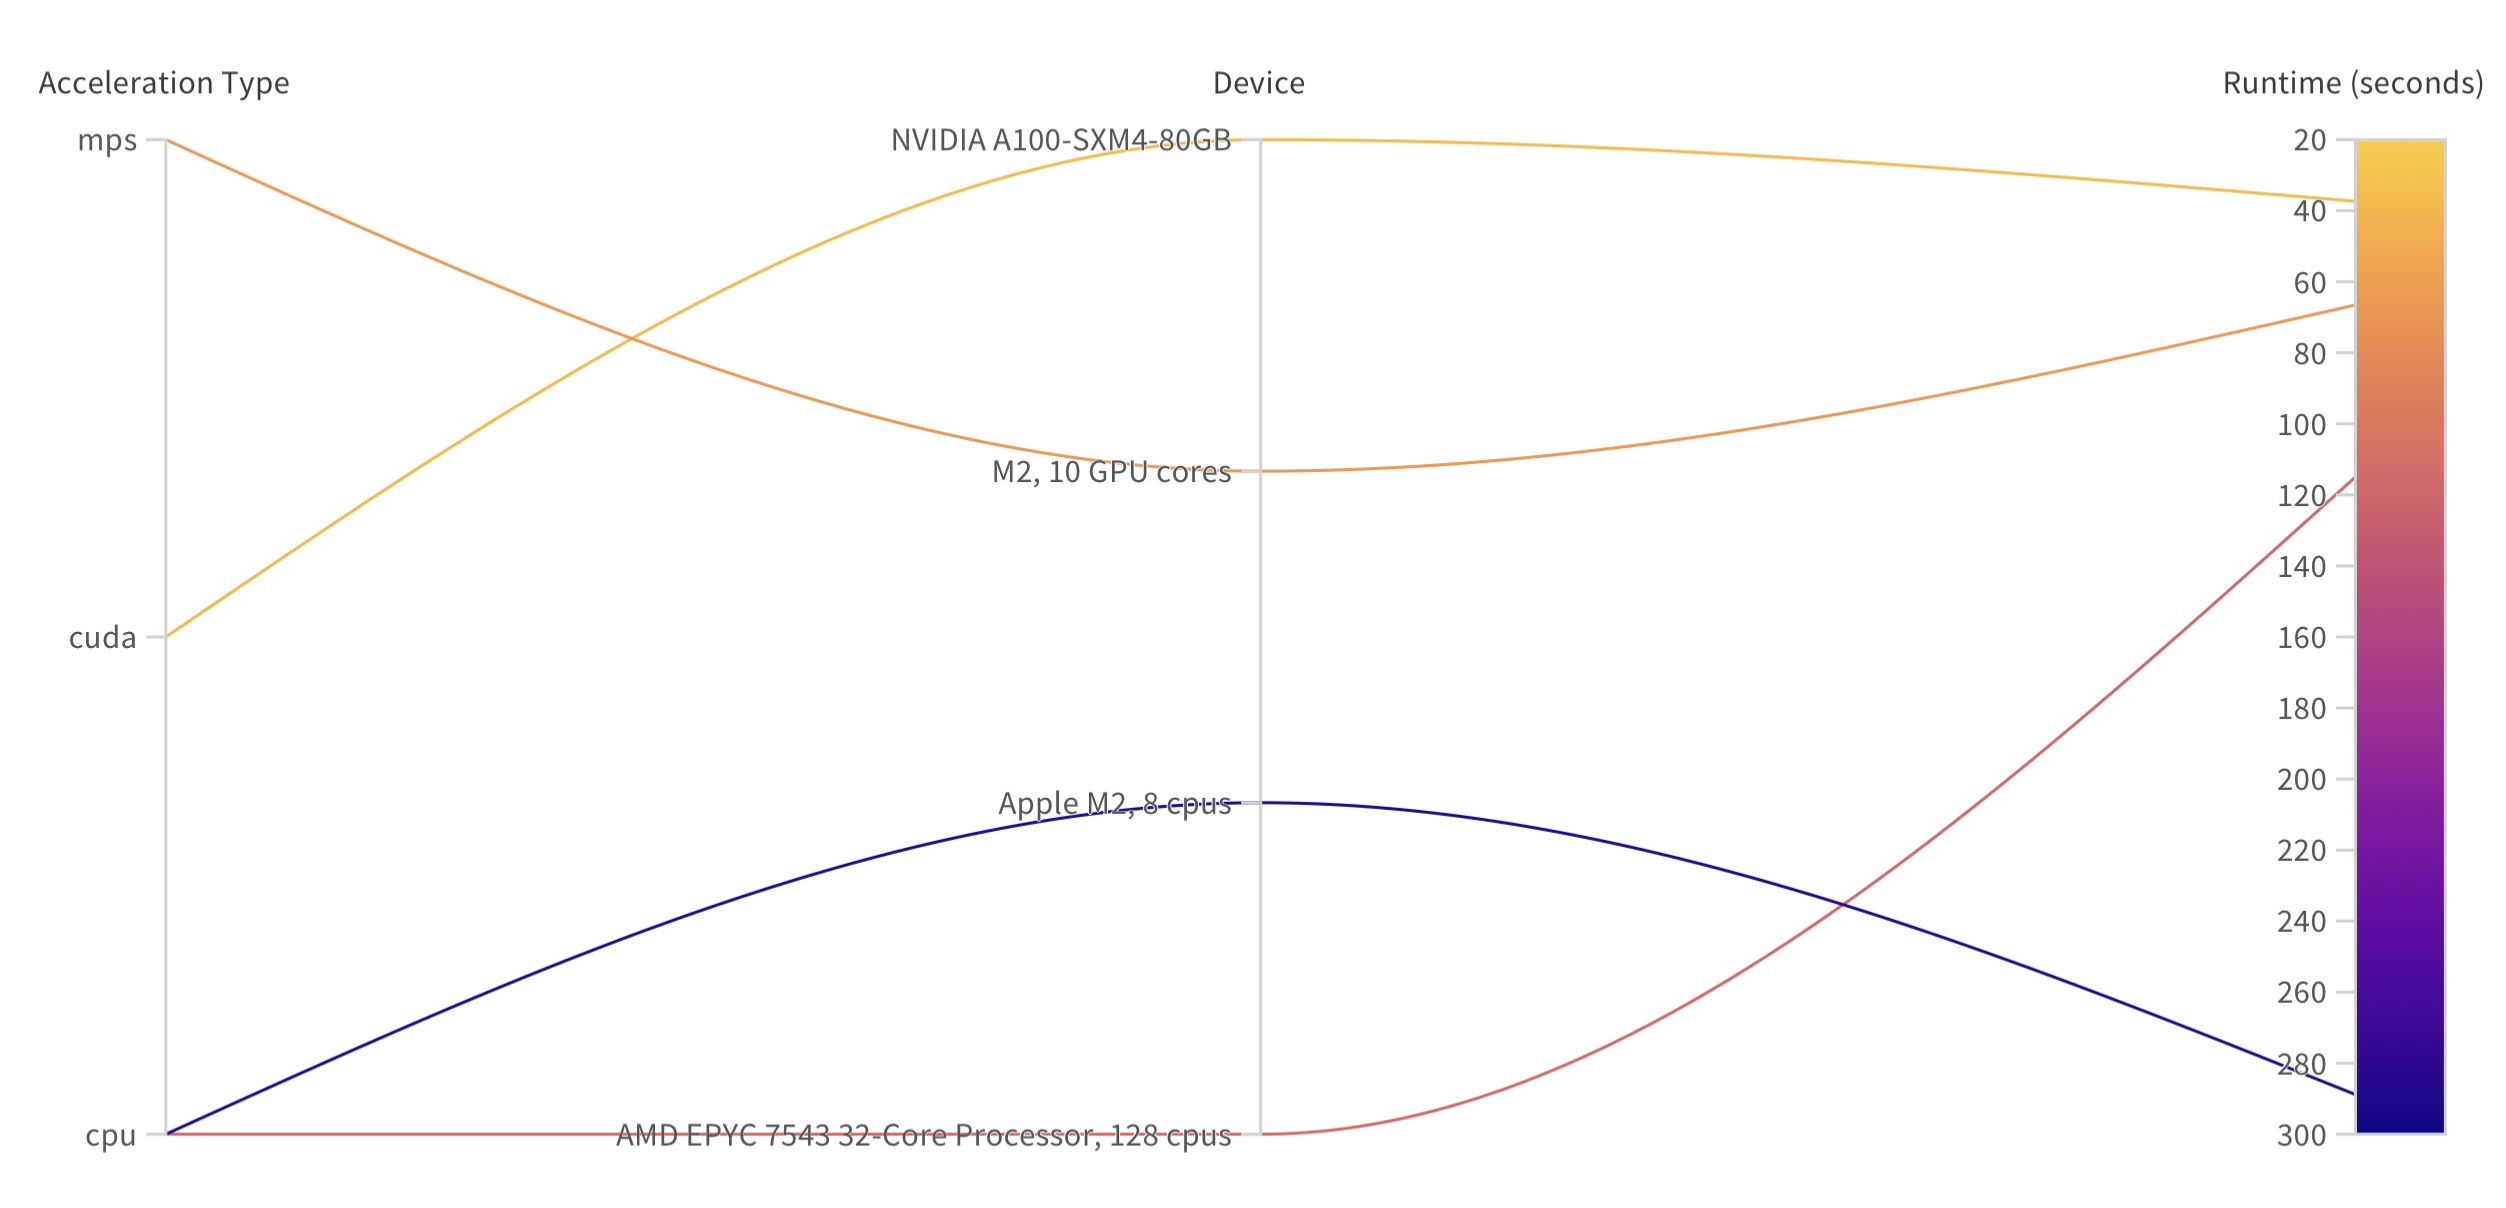 Acceleration Type
mps
cuda
cpu
Device
NVIDIA A100-SXM4-80GB
M2, 10 GPU cores
Apple M2, 8 cpus
AMD EPYC 7543 32-Core Processor, 128 cpus
Runtime (seconds)
20
40
60
80
100
120
140
160
180
200
220
240
260
280
300